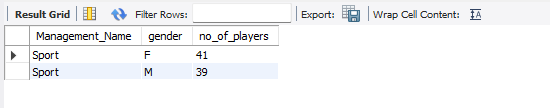 Result Grid Filter Rows: Export: Wrap Cell Content:
Management_Name gender no_of_players
Sport F 41
Sport M 39